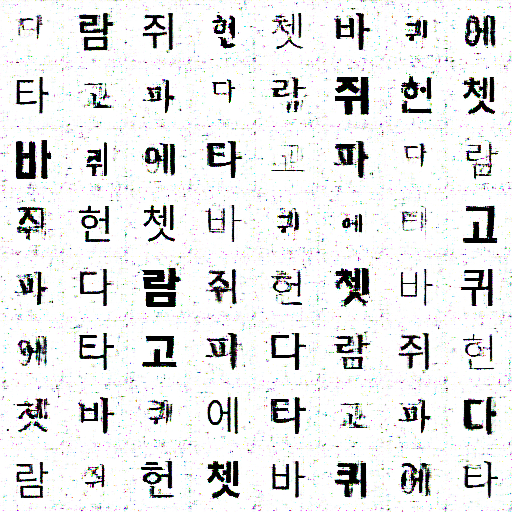 다 람 쥐 헌 쳇 바 퀴 에
타 고 파 다 람 쥐 헌 쳇
바 퀴 에 타 고 파 다 람
쥐 헌 쳇 바 퀴 에 타 고
파 다 람 쥐 헌 쳇 바 퀴
에 타 고 파 다 람 쥐 헌
쳇 바 퀴 에 타 고 파 다
람 쥐 헌 쳇 바 퀴 에 타